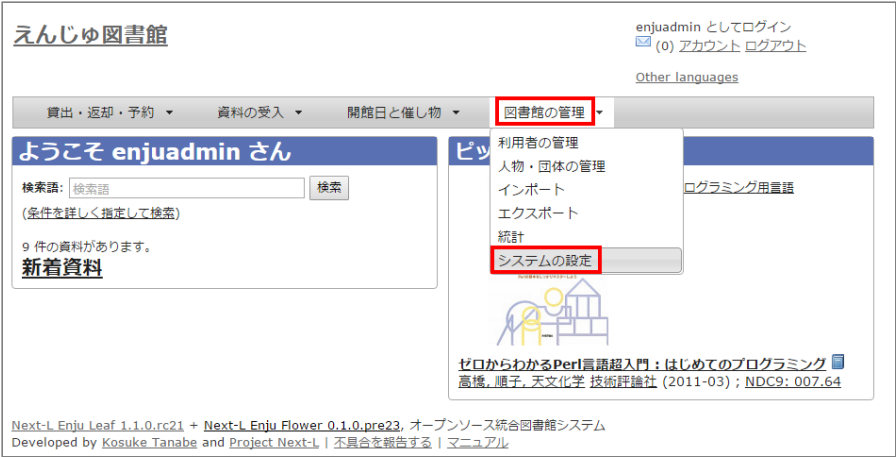 えんじゅ図書館
enjuadmin としてログイン
(0) アカウント ログアウト
Other languages
貸出・返却・予約 ▼ 資料の受入 ▼ 開館日と催し物 ▼ 図書館の管理 ▼
利用者の管理
人物・団体の管理
インポート
エクスポート
統計
システムの設定
ようこそ enjuadmin さん
検索語: 検索語 検索
(条件を詳しく指定して検索)
9 件の資料があります。
新着資料
ピッ
ログラミング用言語
ゼロからわかるPerl言語超入門 : はじめてのプログラミング
高橋, 順子, 天文化学 技術評論社 (2011-03) ; NDC9: 007.64
Next-L Enju Leaf 1.1.0.rc21 + Next-L Enju Flower 0.1.0.pre23, オープンソース統合図書館システム
Developed by Kosuke Tanabe and Project Next-L | 不具合を報告する | マニュアル